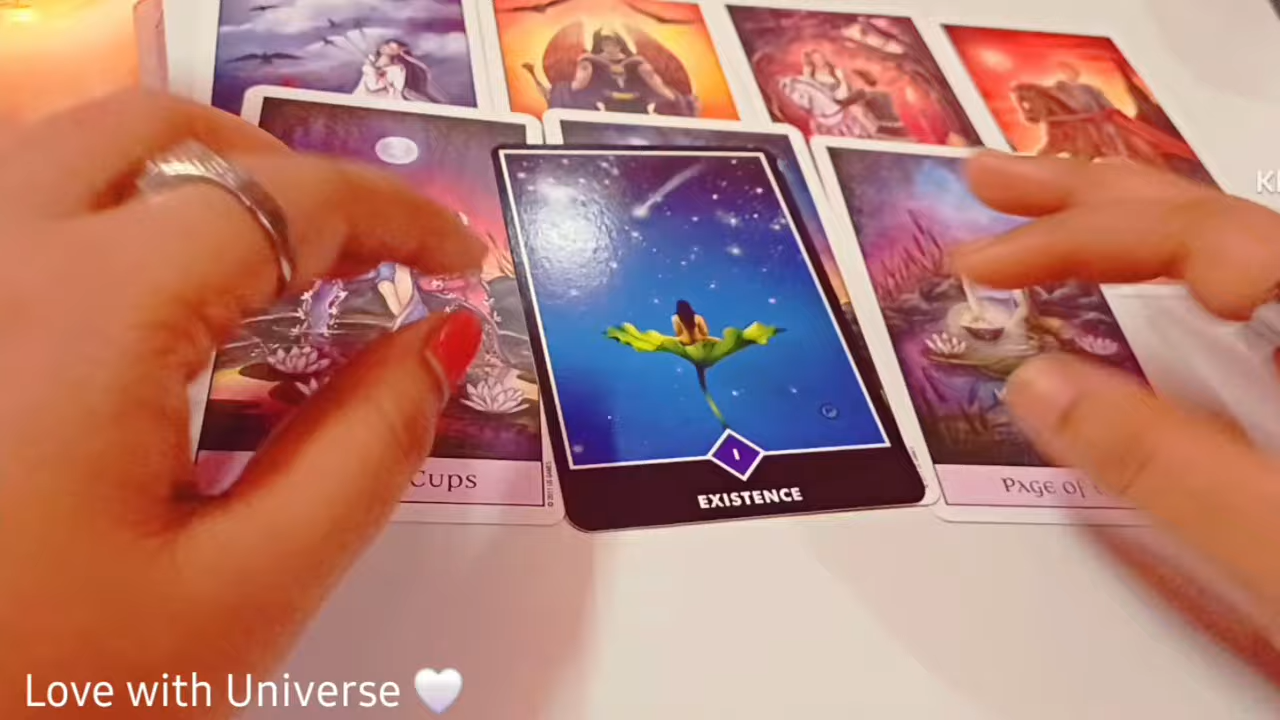 CUPS
PAGE OF
I
EXISTENCE
Love with Universe 🤍